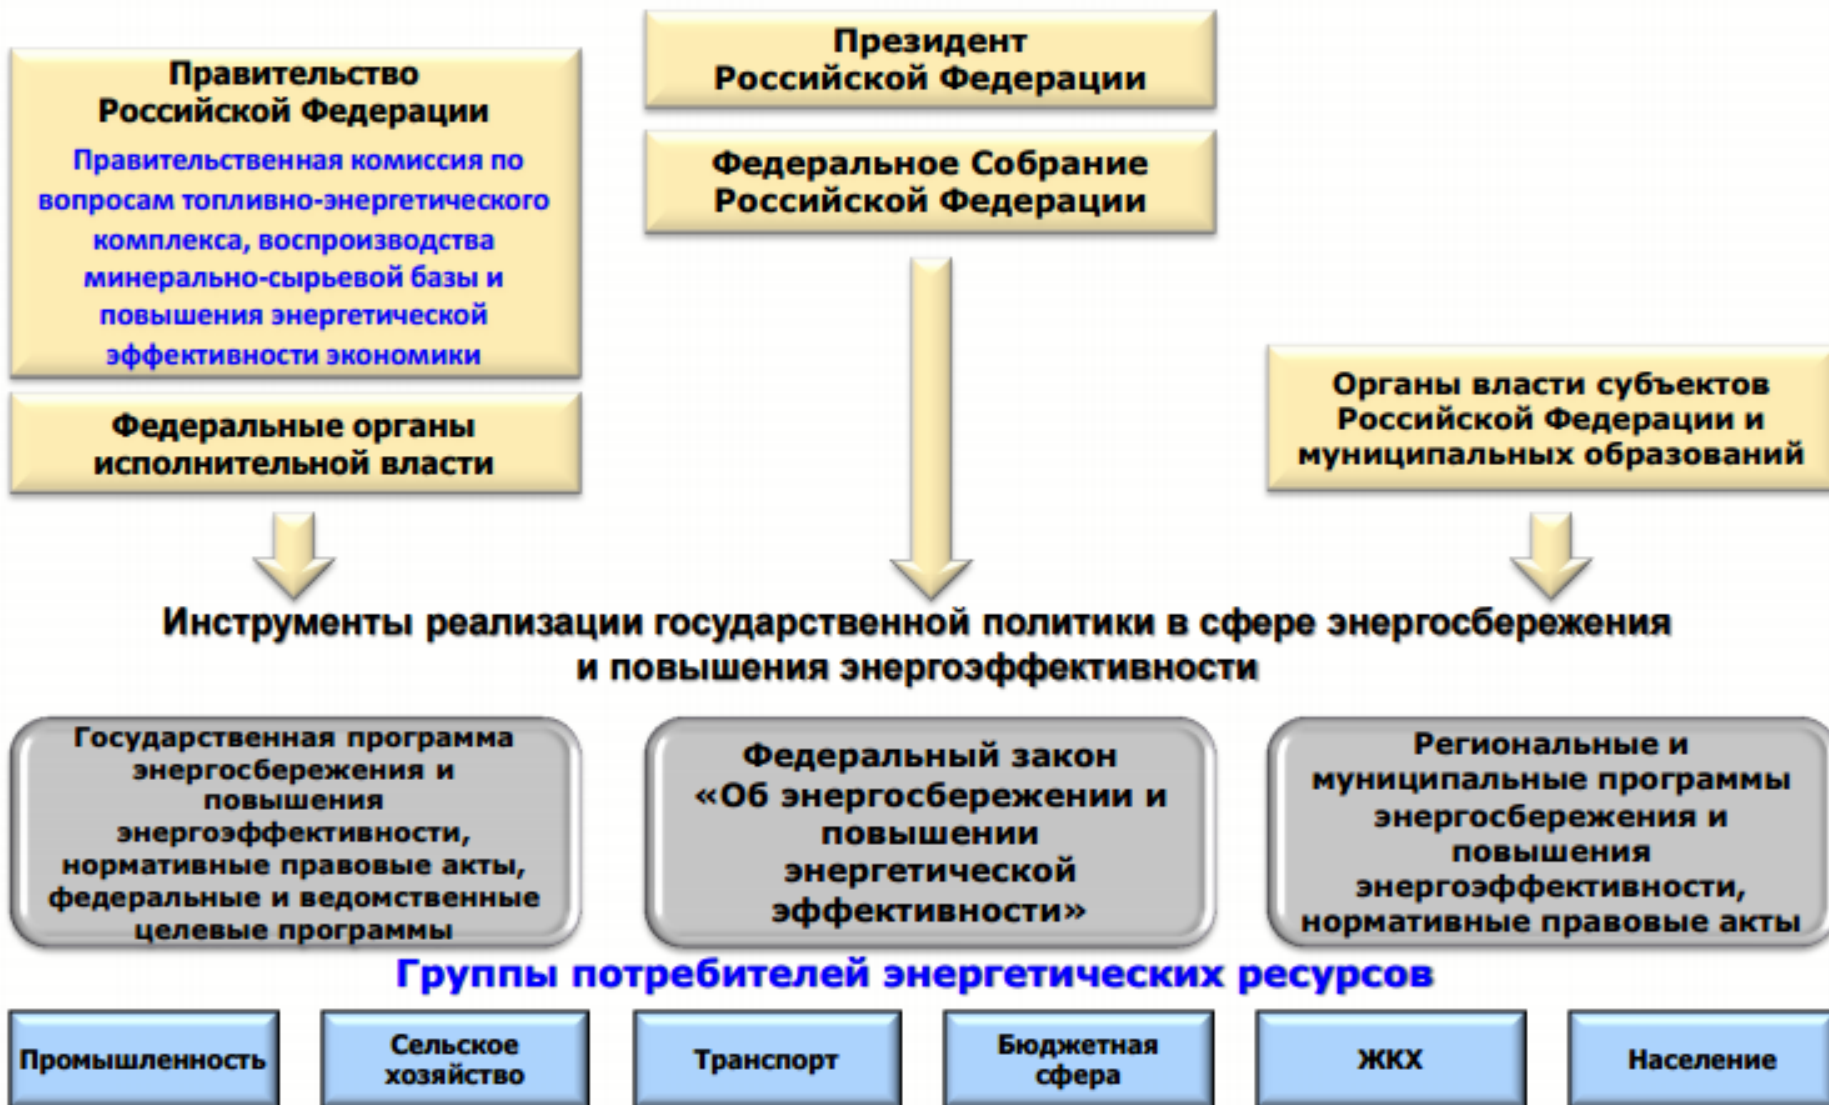 Президент
Российской Федерации
Правительство
Российской Федерации
Правительственная комиссия по
вопросам топливно-энергетического
комплекса, воспроизводства
минерально-сырьевой базы и
повышения энергетической
эффективности экономики
Федеральное Собрание
Российской Федерации
Федеральные органы
исполнительной власти
Органы власти субъектов
Российской Федерации и
муниципальных образований
Инструменты реализации государственной политики в сфере энергосбережения
и повышения энергоэффективности
Государственная программа
энергосбережения и
повышения
энергоэффективности,
нормативные правовые акты,
федеральные и ведомственные
целевые программы
Федеральный закон
«Об энергосбережении и
повышении
энергетической
эффективности»
Региональные и
муниципальные программы
энергосбережения и
повышения
энергоэффективности,
нормативные правовые акты
Группы потребителей энергетических ресурсов
Промышленность
Сельское
хозяйство
Транспорт
Бюджетная
сфера
ЖКХ
Население